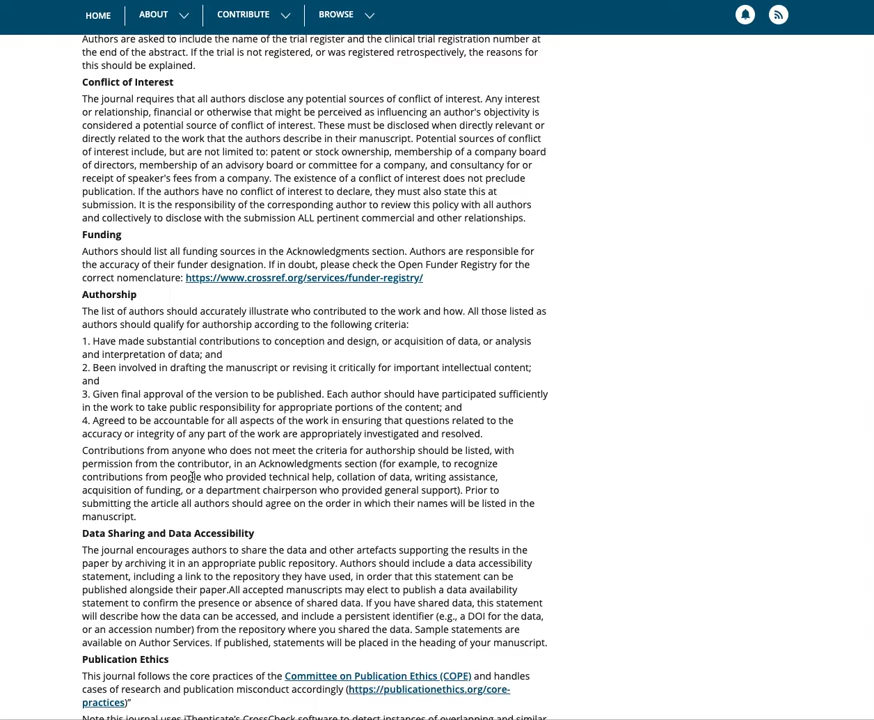 HOME
ABOUT
CONTRIBUTE
BROWSE
Authors are asked to include the name of the trial register and the clinical trial registration number at
the end of the abstract. If the trial is not registered, or was registered retrospectively, the reasons for
this should be explained.
Conflict of Interest
The journal requires that all authors disclose any potential sources of conflict of interest. Any interest
or relationship, financial or otherwise that might be perceived as influencing an author's objectivity is
considered a potential source of conflict of interest. These must be disclosed when directly relevant or
directly related to the work that the authors describe in their manuscript. Potential sources of conflict
of interest include, but are not limited to: patent or stock ownership, membership of a company board
of directors, membership of an advisory board or committee for a company, and consultancy for or
receipt of speaker's fees from a company. The existence of a conflict of interest does not preclude
publication. If the authors have no conflict of interest to declare, they must also state this at
submission. It is the responsibility of the corresponding author to review this policy with all authors
and collectively to disclose with the submission ALL pertinent commercial and other relationships.
Funding
Authors should list all funding sources in the Acknowledgments section. Authors are responsible for
the accuracy of their funder designation. If in doubt, please check the Open Funder Registry for the
correct nomenclature: https://www.crossref.org/services/funder-registry/
Authorship
The list of authors should accurately illustrate who contributed to the work and how. All those listed as
authors should qualify for authorship according to the following criteria:
1. Have made substantial contributions to conception and design, or acquisition of data, or analysis
and interpretation of data; and
2. Been involved in drafting the manuscript or revising it critically for important intellectual content;
and
3. Given final approval of the version to be published. Each author should have participated sufficiently
in the work to take public responsibility for appropriate portions of the content; and
4. Agreed to be accountable for all aspects of the work in ensuring that questions related to the
accuracy or integrity of any part of the work are appropriately investigated and resolved.
Contributions from anyone who does not meet the criteria for authorship should be listed, with
permission from the contributor, in an Acknowledgments section (for example, to recognize
contributions from people who provided technical help, collation of data, writing assistance,
acquisition of funding, or a department chairperson who provided general support). Prior to
submitting the article all authors should agree on the order in which their names will be listed in the
manuscript.
Data Sharing and Data Accessibility
The journal encourages authors to share the data and other artefacts supporting the results in the
paper by archiving it in an appropriate public repository. Authors should include a data accessibility
statement, including a link to the repository they have used, in order that this statement can be
published alongside their paper.All accepted manuscripts may elect to publish a data availability
statement to confirm the presence or absence of shared data. If you have shared data, this statement
will describe how the data can be accessed, and include a persistent identifier (e.g., a DOI for the data,
or an accession number) from the repository where you shared the data. Sample statements are
available on Author Services. If published, statements will be placed in the heading of your manuscript.
Publication Ethics
This journal follows the core practices of the Committee on Publication Ethics (COPE) and handles
cases of research and publication misconduct accordingly (https://publicationethics.org/core-
practices)"
Note this journal uses iThenticate's CrossCheck software to detect instances of overlapping and similar